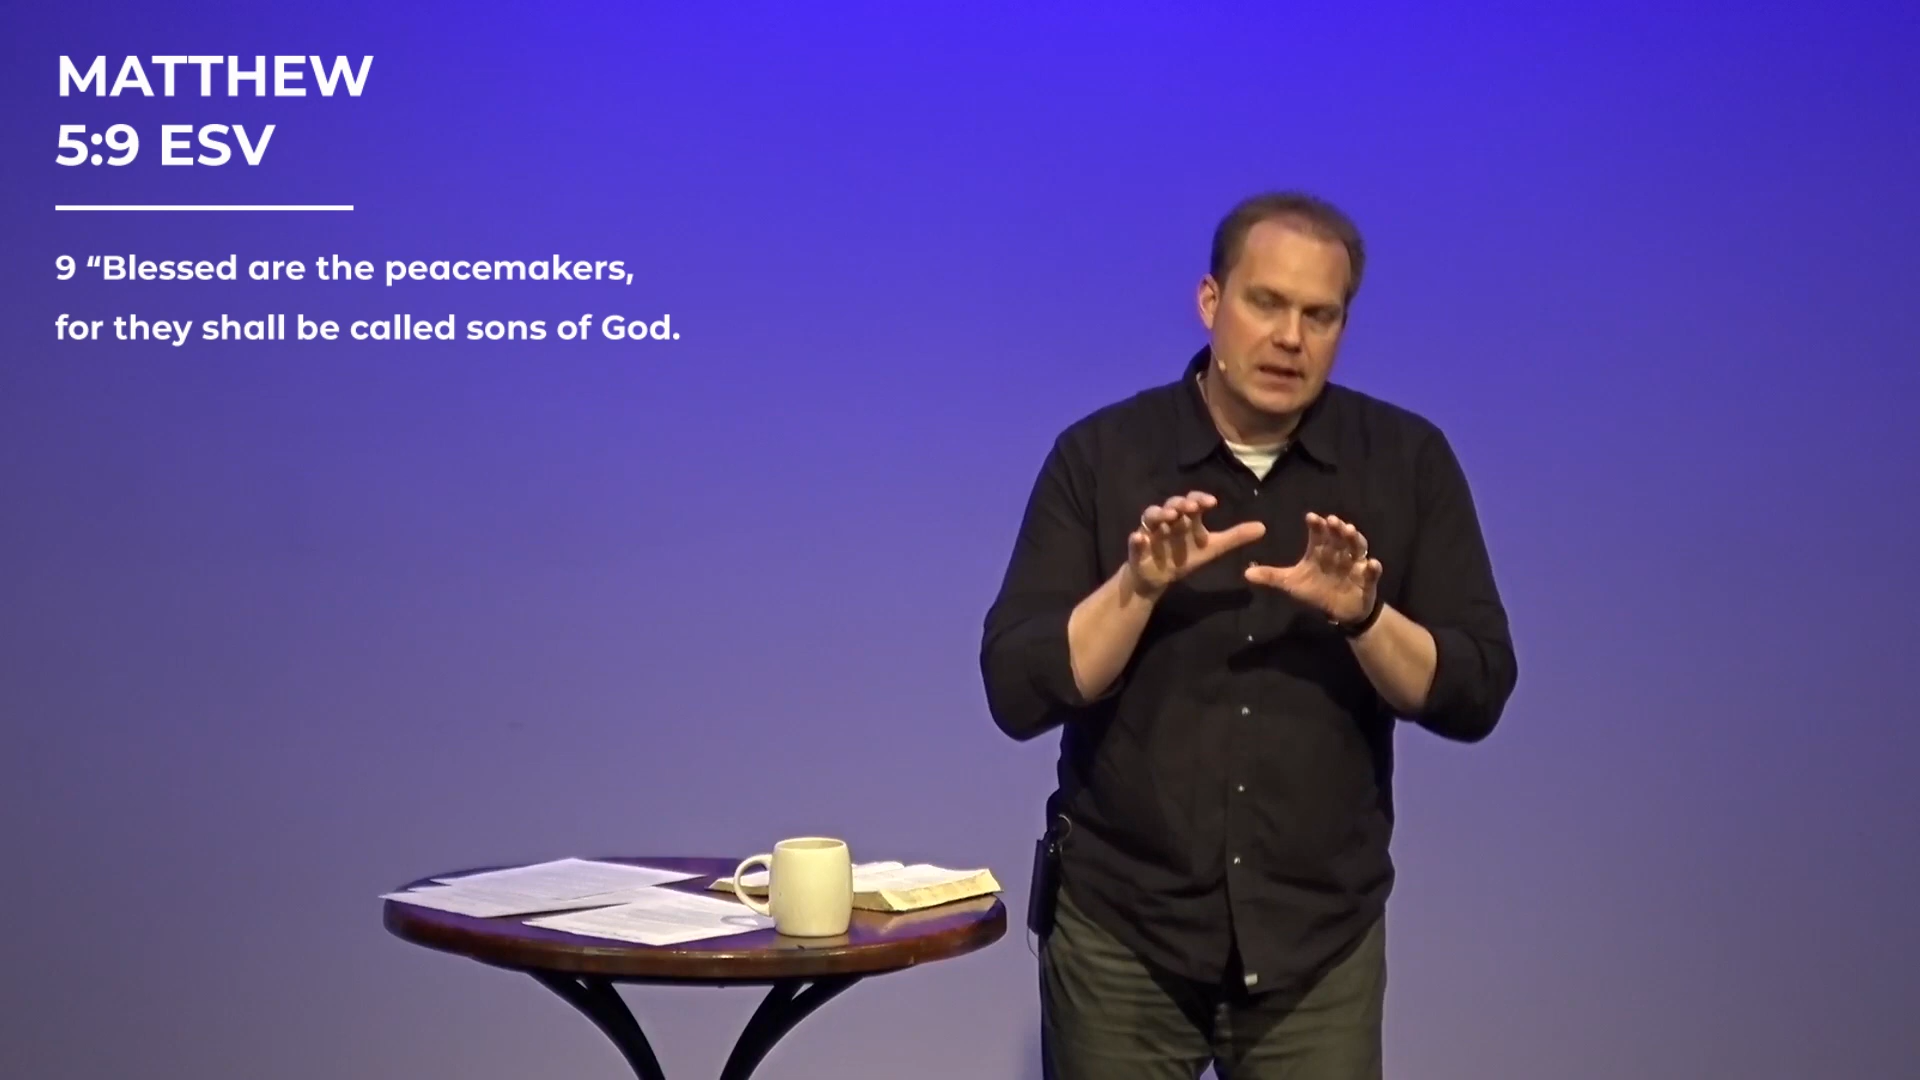 MATTHEW
5:9 ESV
9 “Blessed are the peacemakers,
for they shall be called sons of God.